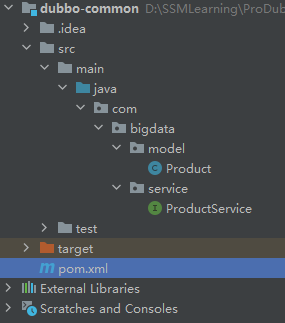 dubbo-common D:\SSMLearning\ProDub
.idea
src
main
java
com
bigdata
model
Product
service
ProductService
test
target
pom.xml
External Libraries
Scratches and Consoles